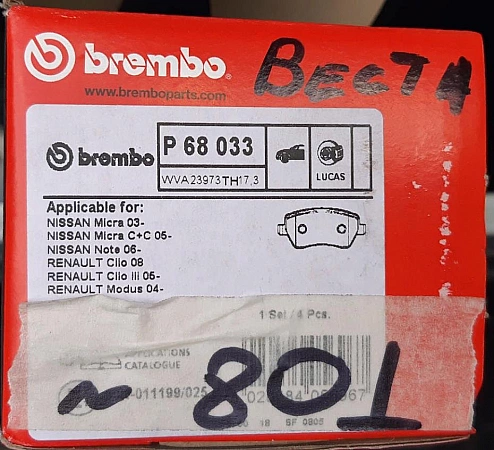 brembo
ВЕСТА
www.bremboparts.com
brembo
P 68 033
WVA 23973 TH17,3
LUCAS
Applicable for:
NISSAN Micra 03-
NISSAN Micra C+C 05-
NISSAN Note 06-
RENAULT Clio 08
RENAULT Clio III 05-
RENAULT Modus 04-
1 Set / 4 Pcs.
CATALOGUE
-011199/025
~ 801